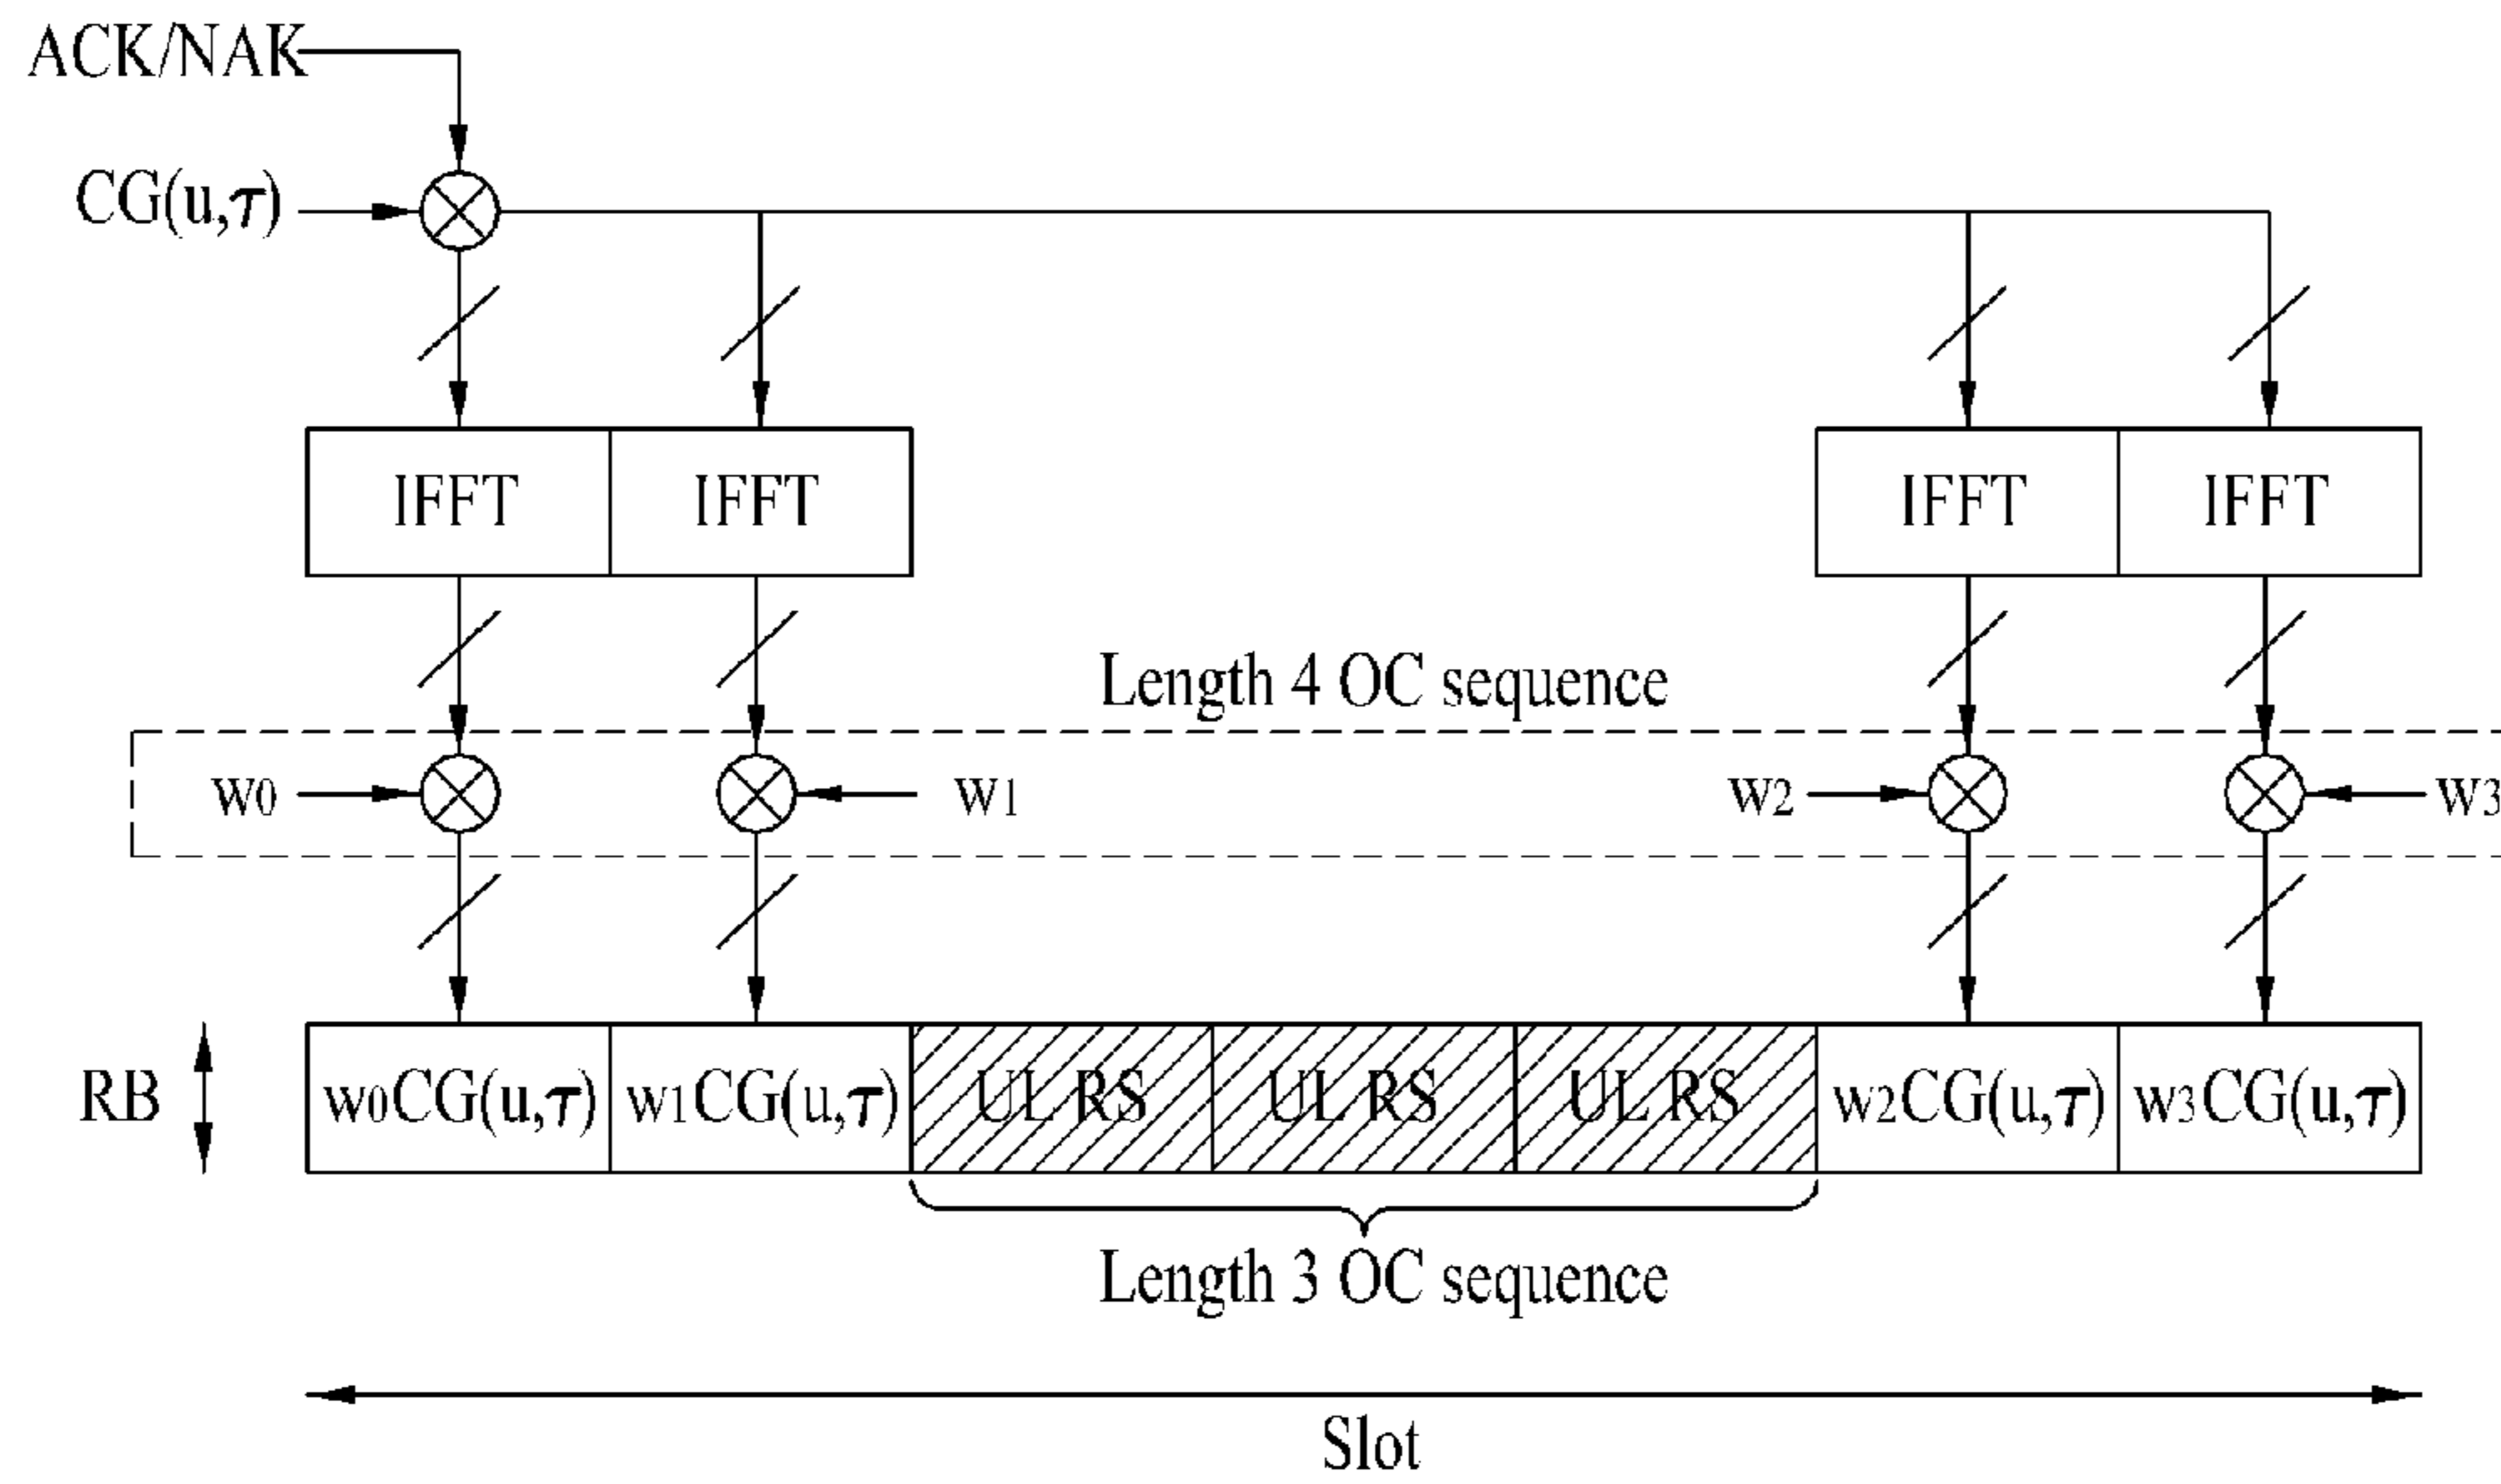 ACK/NAK
CG(u,τ)
IFFT IFFT IFFT IFFT
Length 4 OC sequence
w0 w1 w2 w3
RB w0CG(u,τ) w1CG(u,τ) UL RS UL RS UL RS w2CG(u,τ) w3CG(u,τ)
Length 3 OC sequence
Slot